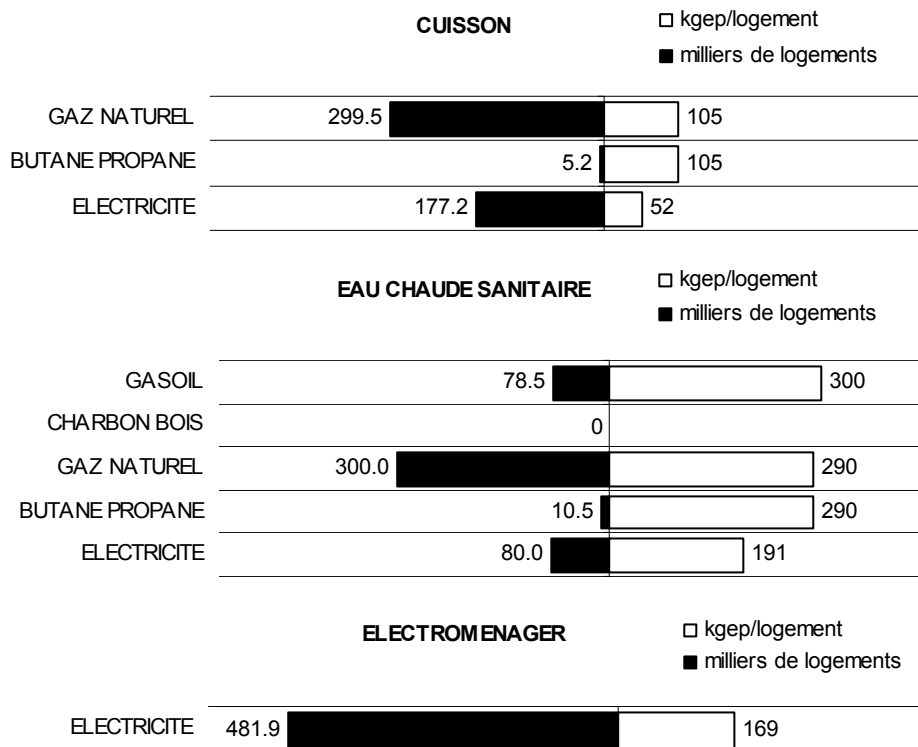 CUISSON
kgep/logement
milliers de logements
GAZ NATUREL 299.5 105
BUTANE PROPANE 5.2 105
ELECTRICITE 177.2 52
EAU CHAUDE SANITAIRE
kgep/logement
milliers de logements
GASOIL 78.5 300
CHARBON BOIS 0
GAZ NATUREL 300.0 290
BUTANE PROPANE 10.5 290
ELECTRICITE 80.0 191
ELECTROMENAGER
kgep/logement
milliers de logements
ELECTRICITE 481.9 169